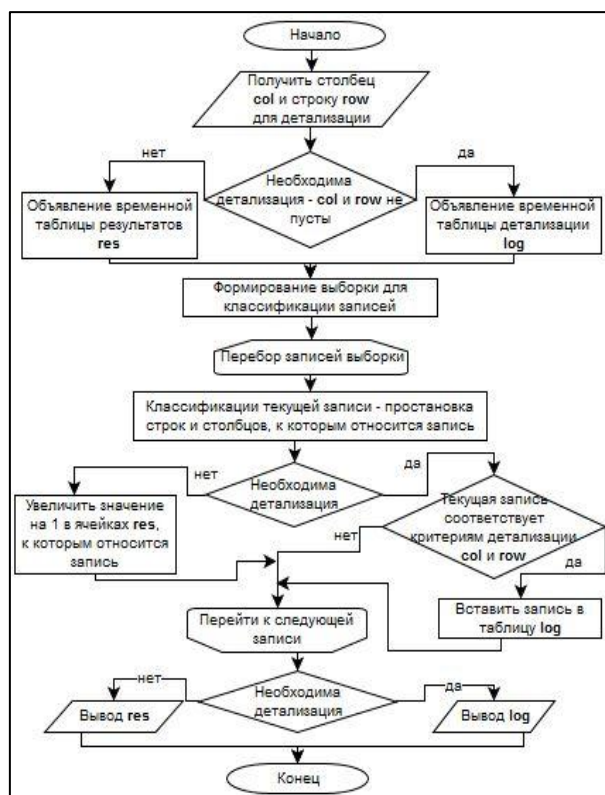 Начало
Получить столбец
col и строку row
для детализации
нет
да
Необходима
детализация - col и row не
пусты
Объявление временной
таблицы результатов
res
Объявление временной
таблицы детализации
log
Формирование выборки для
классификации записей
Перебор записей выборки
Классификации текущей записи - простановка
строк и столбцов, к которым относится запись
нет
да
Необходима
детализация
Увеличить значение
на 1 в ячейках res,
к которым относится
запись
Текущая запись
соответствует
критериям детализации
col и row
нет
да
Перейти к следующей
записи
Вставить запись в
таблицу log
нет
да
Необходима
детализация
Вывод res
Вывод log
Конец